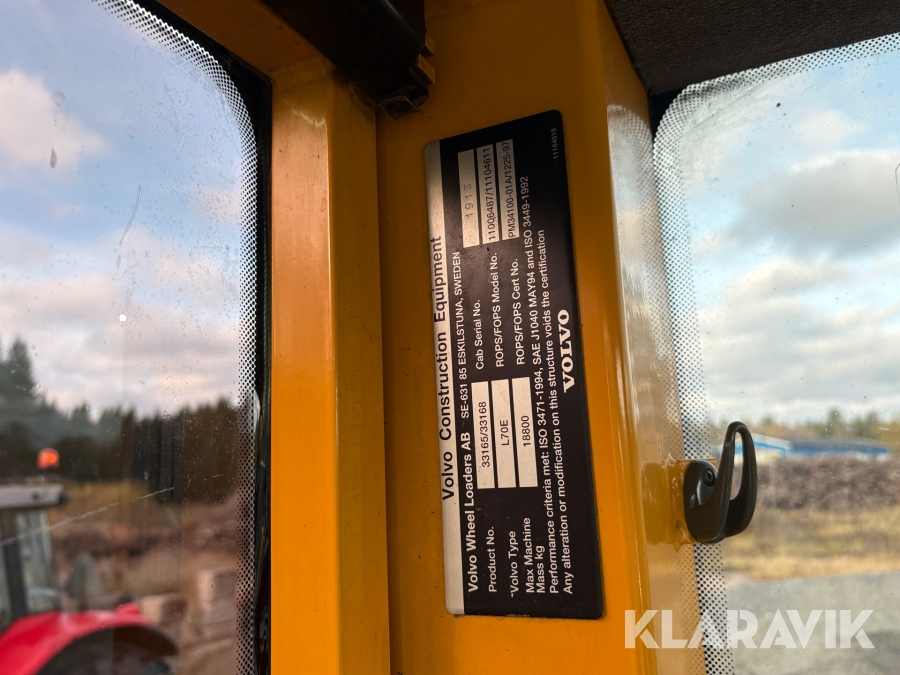 Volvo Construction Equipment
Volvo Wheel Loaders AB SE-631 85 ESKILSTUNA, SWEDEN
Product No. 33165/33168 Cab Serial No. 4913
Volvo Type L70E ROPS/FOPS Model No. 11006487/11104611
Max Machine Mass kg 18800 ROPS/FOPS Cert No. PM34100-01A/1225-97
Performance criteria met: ISO 3471-1994, SAE J1040 MAY94 and ISO 3449-1992
Any alteration or modification on this structure voids the certification
VOLVO
11164618
KLARAVIK